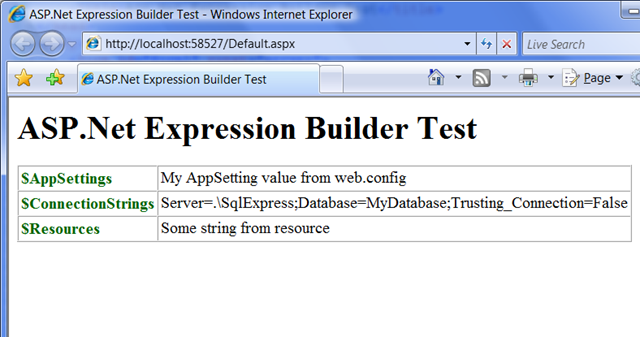 ASP.Net Expression Builder Test - Windows Internet Explorer
http://localhost:58527/Default.aspx
Live Search
ASP.Net Expression Builder Test
Page
ASP.Net Expression Builder Test
$AppSettings My AppSetting value from web.config
$ConnectionStrings Server=.\SqlExpress;Database=MyDatabase;Trusting_Connection=False
$Resources Some string from resource